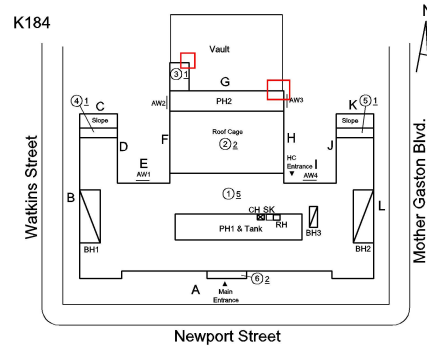 K184
N
Vault
③ 1
G
AW2
PH2
AW3
C
Slope
④ 1
D
E
AW1
F
Roof Cage
② 2
H
HC
Entrance
I
AW4
J
K
Slope
⑤ 1
Watkins Street
B
BH1
① 5
CH SK
RH
PH1 & Tank
BH3
BH2
L
Mother Gaston Blvd.
A
⑥ 2
Main
Entrance
Newport Street